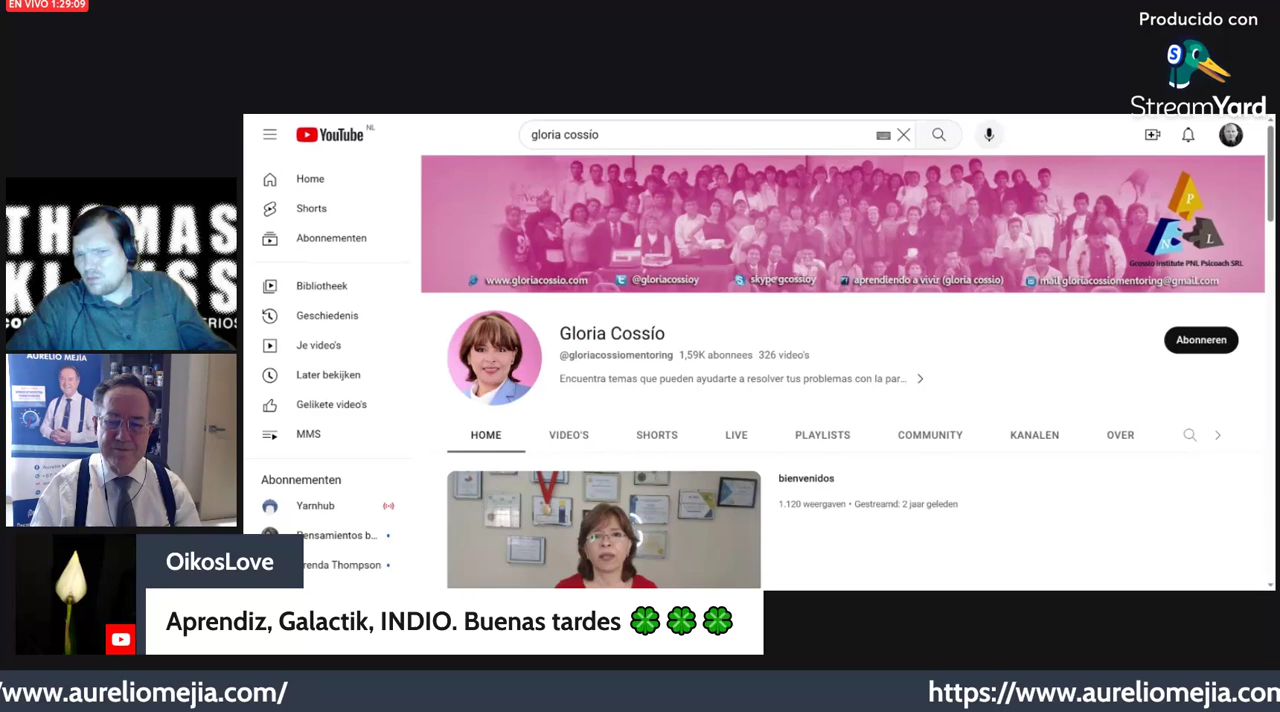 EN VIVO 1:29:09
Producido con
S
StreamYard
YouTube NL
gloria cossío
Home
Shorts
Abonnementen
Bibliotheek
Geschiedenis
Je video's
Later bekijken
Gelikete video's
MMS
Abonnementen
Yarnhub
Pensamientos b...
renda Thompson
P
N
L
Gcossio Institute PNL Psicoach SRL
www.gloriacossio.com
@gloriacossioy
skype:gcossioy
aprendiendo a vivir (gloria cossio)
mail gloriacossiomentoring@gmail.com
Gloria Cossío
@gloriacossiomentoring 1,59K abonnees 326 video's
Encuentra temas que pueden ayudarte a resolver tus problemas con la par...
Abonneren
HOME VIDEO'S SHORTS LIVE PLAYLISTS COMMUNITY KANALEN OVER
bienvenidos
1.120 weergaven • Gestreamd: 2 jaar geleden
THOMAS
AURELIO MEJÍA
OikosLove
Aprendiz, Galactik, INDIO. Buenas tardes 🍀🍀🍀
/www.aureliomejia.com/
https://www.aureliomejia.con